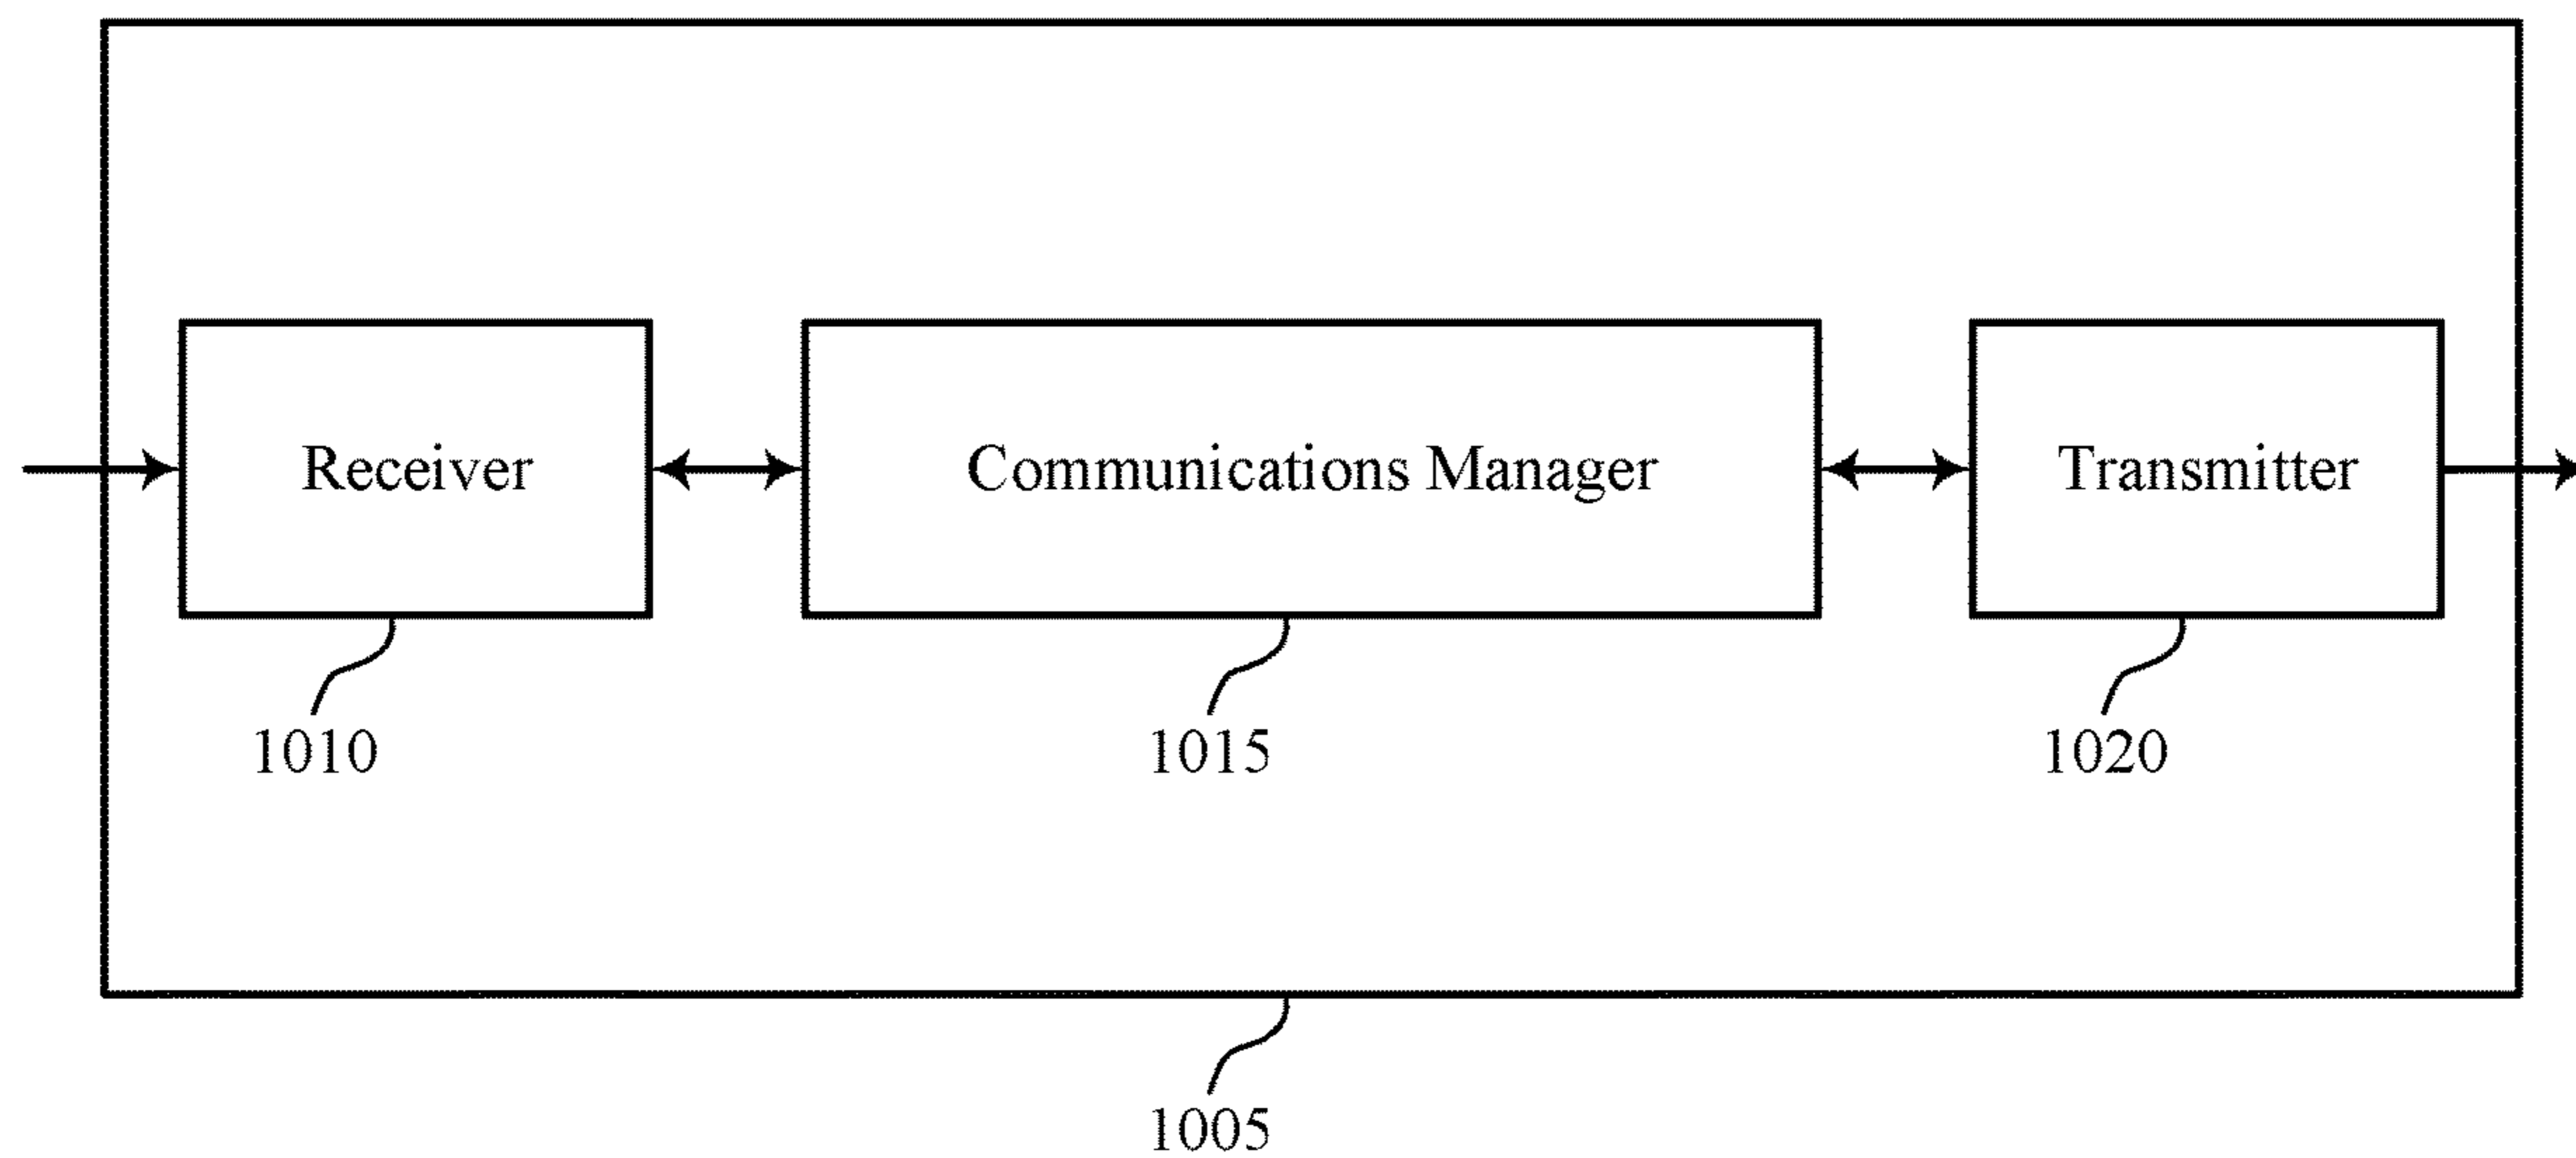 Receiver
Communications Manager
Transmitter
1010
1015
1020
1005